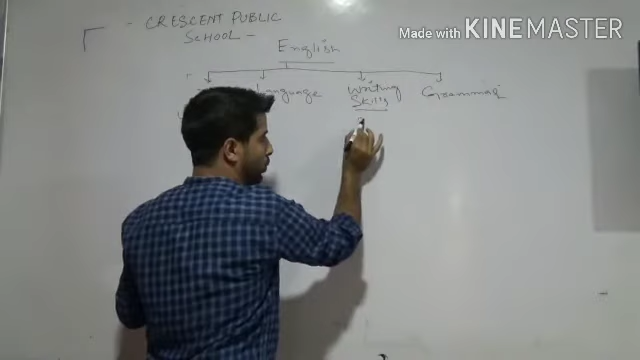 - CRESCENT PUBLIC
SCHOOL -
Made with KINEMASTER
English
Language
Writing
Skills
Grammar